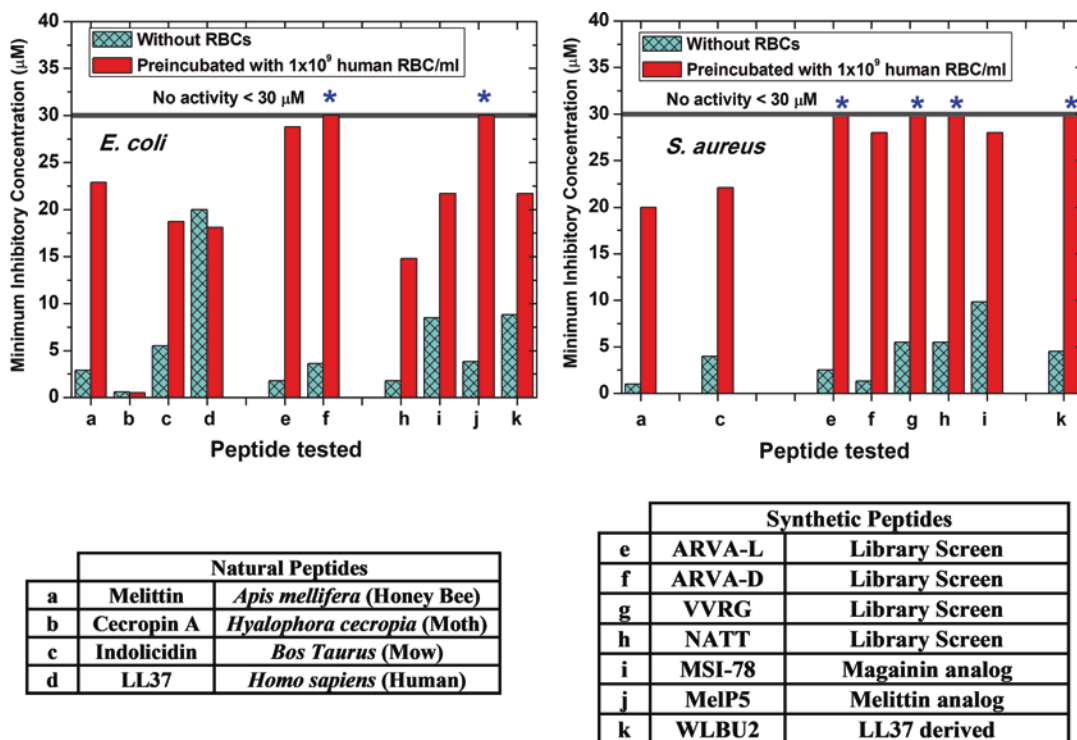 Without RBCs
Preincubated with 1x10⁹ human RBC/ml
No activity < 30 μM
*
*
E. coli
Minimum Inhibitory Concentration (μM)
40
35
30
25
20
15
10
5
0
a b c d e f h i j k
Peptide tested
Without RBCs
Preincubated with 1x10⁹ human RBC/ml
No activity < 30 μM
* * * *
S. aureus
Minimum Inhibitory Concentration (μM)
40
35
30
25
20
15
10
5
0
a c e f g h i k
Peptide tested
Natural Peptides
a Melittin Apis mellifera (Honey Bee)
b Cecropin A Hyalophora cecropia (Moth)
c Indolicidin Bos Taurus (Mow)
d LL37 Homo sapiens (Human)
Synthetic Peptides
e ARVA-L Library Screen
f ARVA-D Library Screen
g VVRG Library Screen
h NATT Library Screen
i MSI-78 Magainin analog
j MelP5 Melittin analog
k WLBU2 LL37 derived